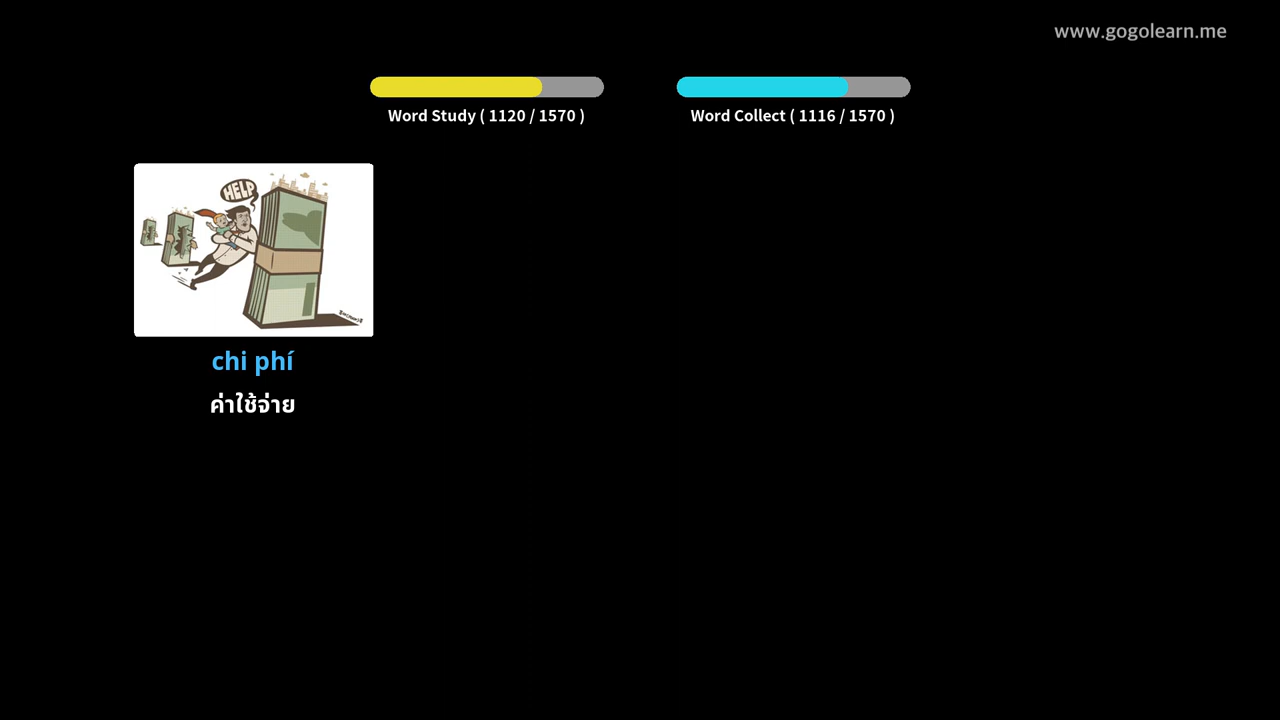 www.gogolearn.me
Word Study ( 1120 / 1570 )
Word Collect ( 1116 / 1570 )
HELP
chi phí
ค่าใช้จ่าย